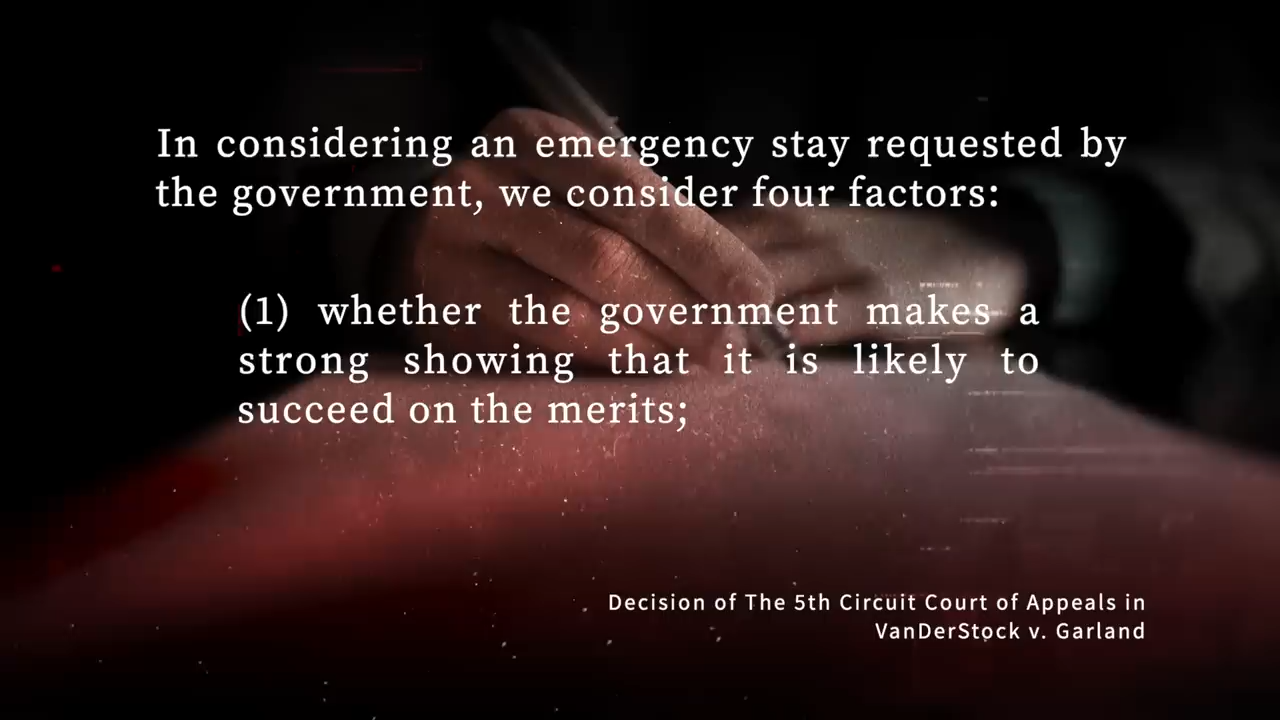 In considering an emergency stay requested by
the government, we consider four factors:
(1) whether the government makes a
strong showing that it is likely to
succeed on the merits;
Decision of The 5th Circuit Court of Appeals in
VanDerStock v. Garland